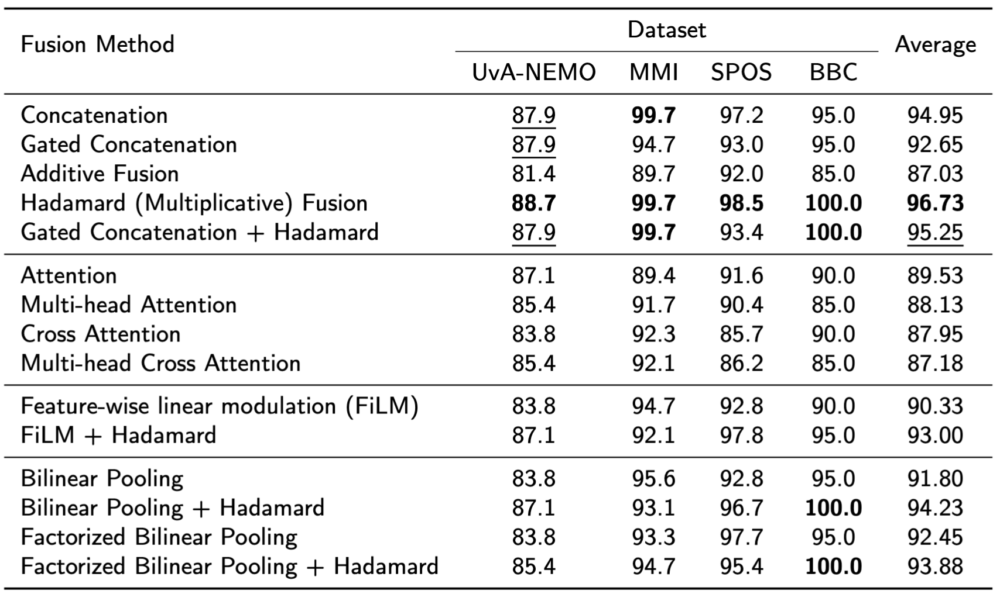 Fusion Method Dataset Average
UvA-NEMO MMI SPOS BBC
Concatenation 87.9 99.7 97.2 95.0 94.95
Gated Concatenation 87.9 94.7 93.0 95.0 92.65
Additive Fusion 81.4 89.7 92.0 85.0 87.03
Hadamard (Multiplicative) Fusion 88.7 99.7 98.5 100.0 96.73
Gated Concatenation + Hadamard 87.9 99.7 93.4 100.0 95.25
Attention 87.1 89.4 91.6 90.0 89.53
Multi-head Attention 85.4 91.7 90.4 85.0 88.13
Cross Attention 83.8 92.3 85.7 90.0 87.95
Multi-head Cross Attention 85.4 92.1 86.2 85.0 87.18
Feature-wise linear modulation (FiLM) 83.8 94.7 92.8 90.0 90.33
FiLM + Hadamard 87.1 92.1 97.8 95.0 93.00
Bilinear Pooling 83.8 95.6 92.8 95.0 91.80
Bilinear Pooling + Hadamard 87.1 93.1 96.7 100.0 94.23
Factorized Bilinear Pooling 83.8 93.3 97.7 95.0 92.45
Factorized Bilinear Pooling + Hadamard 85.4 94.7 95.4 100.0 93.88